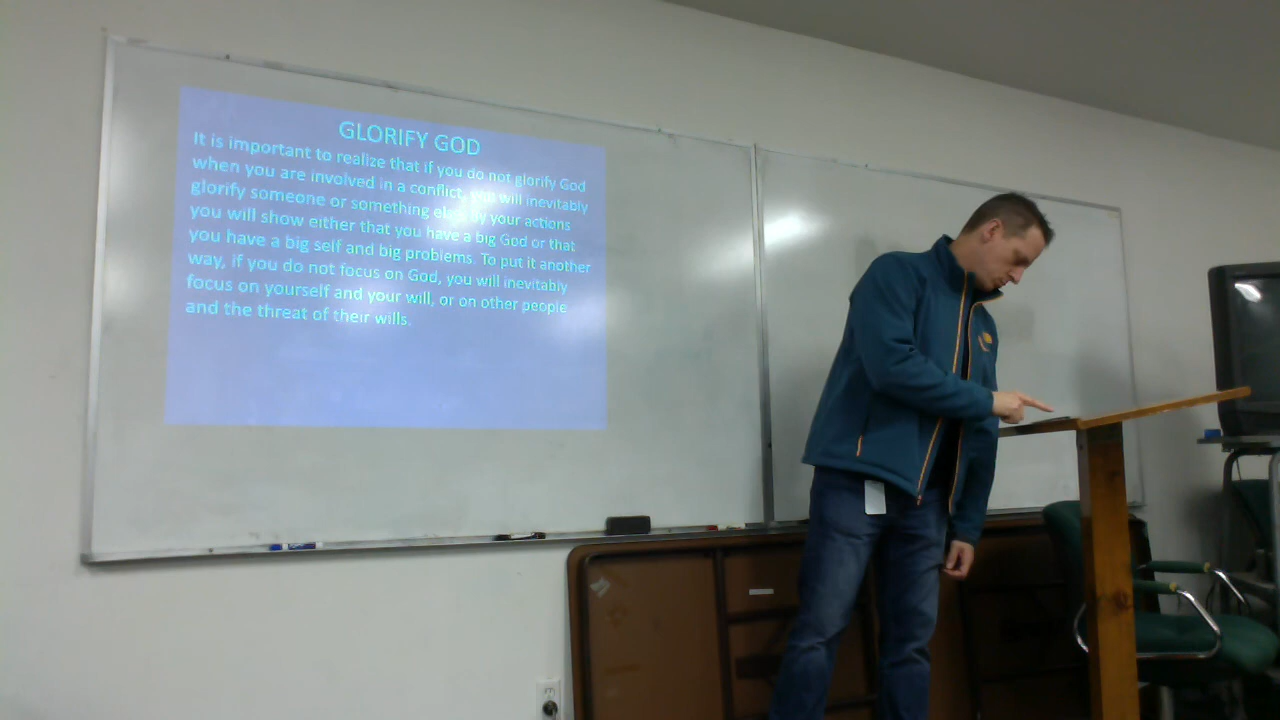 GLORIFY GOD
It is important to realize that if you do not glorify God
when you are involved in a conflict, you will inevitably
glorify someone or something else by your actions
you will show either that you have a big God or that
you have a big self and big problems. To put it another
way, if you do not focus on God, you will inevitably
focus on yourself and your will, or on other people
and the threat of their wills.